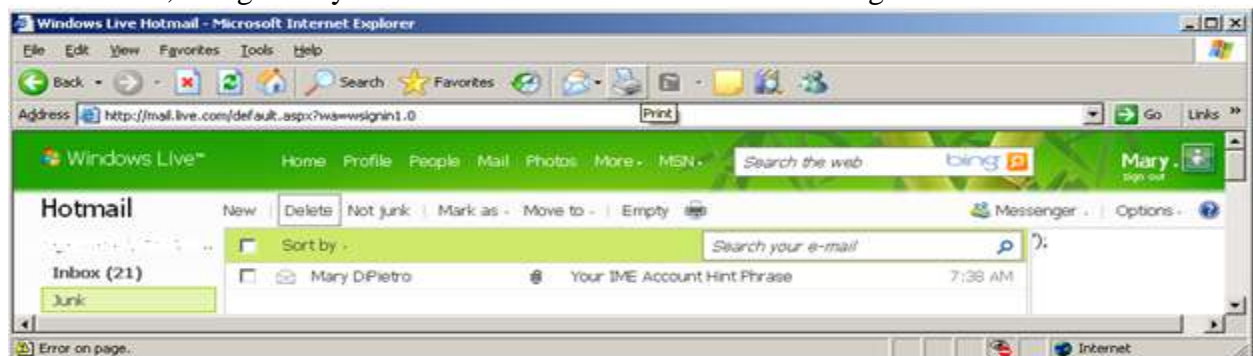 Windows Live Hotmail - Microsoft Internet Explorer
File Edit View Favorites Tools Help
Back Search Favorites
Address http://mail.live.com/default.aspx?wa=wsignin1.0 Print Go Links »
Windows Live™ Home Profile People Mail Photos More MSN Search the web bing Mary
sign out
Hotmail New | Delete Not junk | Mark as Move to | Empty Messenger | Options
Sort by Search your e-mail ");
Inbox (21) Mary DiPietro Your IME Account Hint Phrase 7:38 AM
Junk
Error on page. Internet